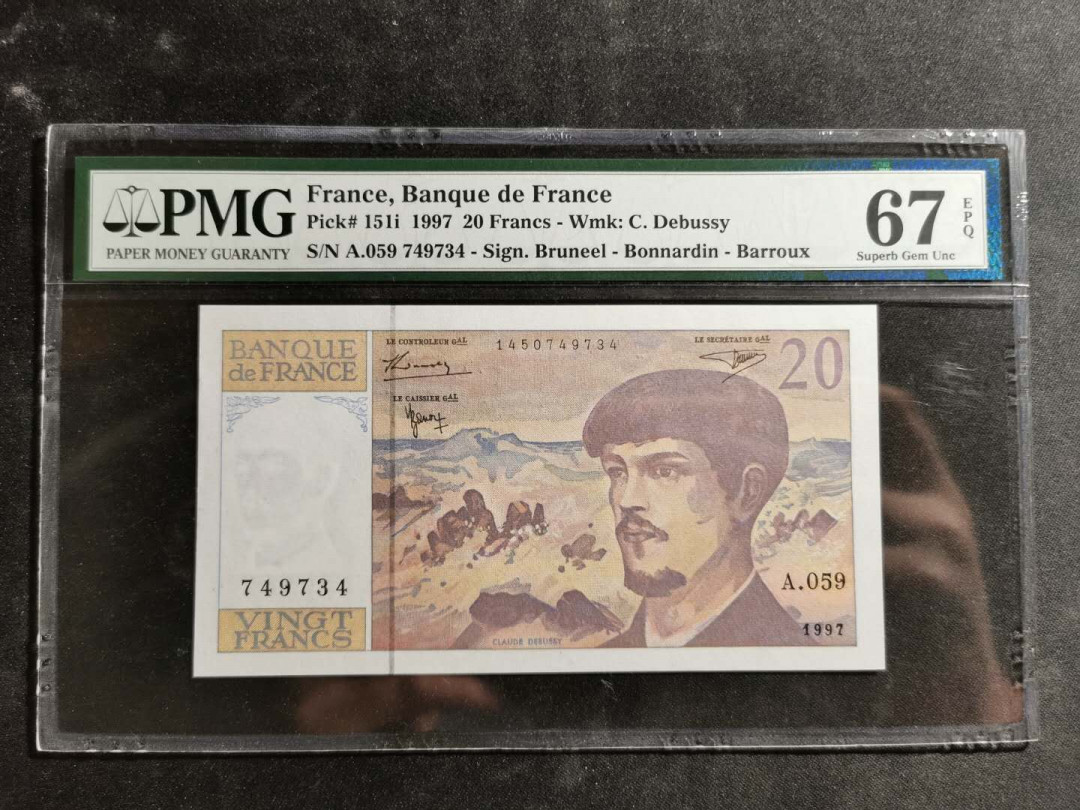 PMG
PAPER MONEY GUARANTY
France, Banque de France
Pick# 151i 1997 20 Francs - Wmk: C. Debussy
S/N A.059 749734 - Sign. Bruneel - Bonnardin - Barroux
67
EPQ
Superb Gem Unc
BANQUE
de FRANCE
LE CONTROLEUR GAL
1450749734
LE SECRÉTAIRE GAL
20
LE CAISSIER GAL
749734
A.059
VINGT
FRANCS
CLAUDE DEBUSSY
1997